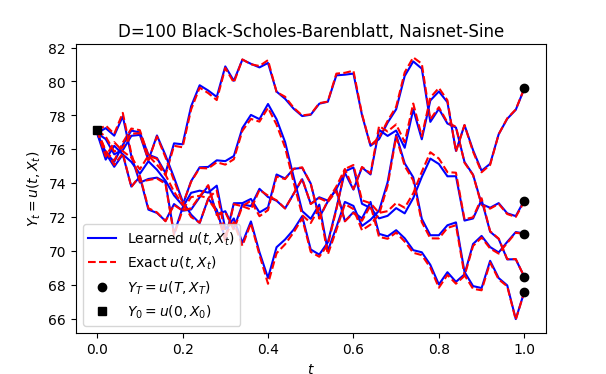 D=100 Black-Scholes-Barenblatt, Naisnet-Sine
82
80
78
76
74
72
70
68
66
Y_t = u(t, X_t)
Learned u(t, X_t)
Exact u(t, X_t)
Y_T = u(T, X_T)
Y_0 = u(0, X_0)
0.0 0.2 0.4 0.6 0.8 1.0
t